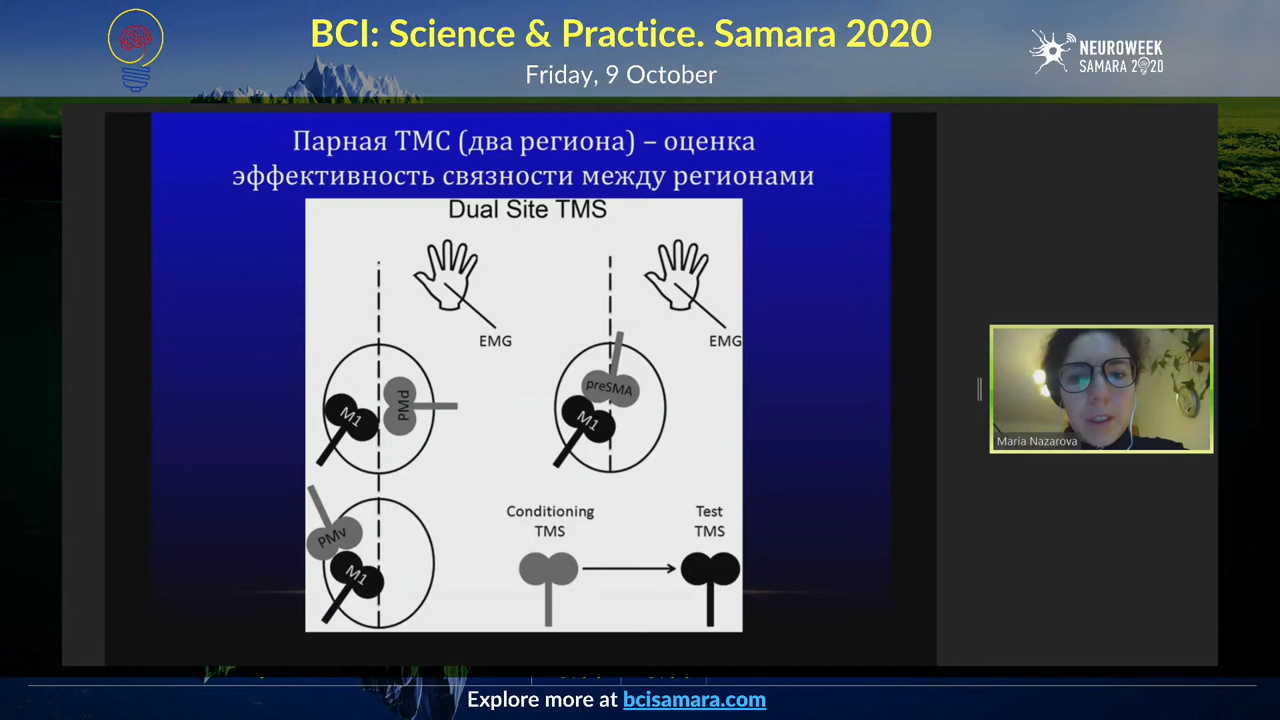 BCI: Science & Practice. Samara 2020
Friday, 9 October
NEUROWEEK
SAMARA 2020
Парная ТМС (два региона) – оценка
эффективность связности между регионами
Dual Site TMS
EMG
EMG
M1
PMd
preSMA
M1
PMv
M1
Conditioning
TMS
Test
TMS
Maria Nazarova
Explore more at bcisamara.com